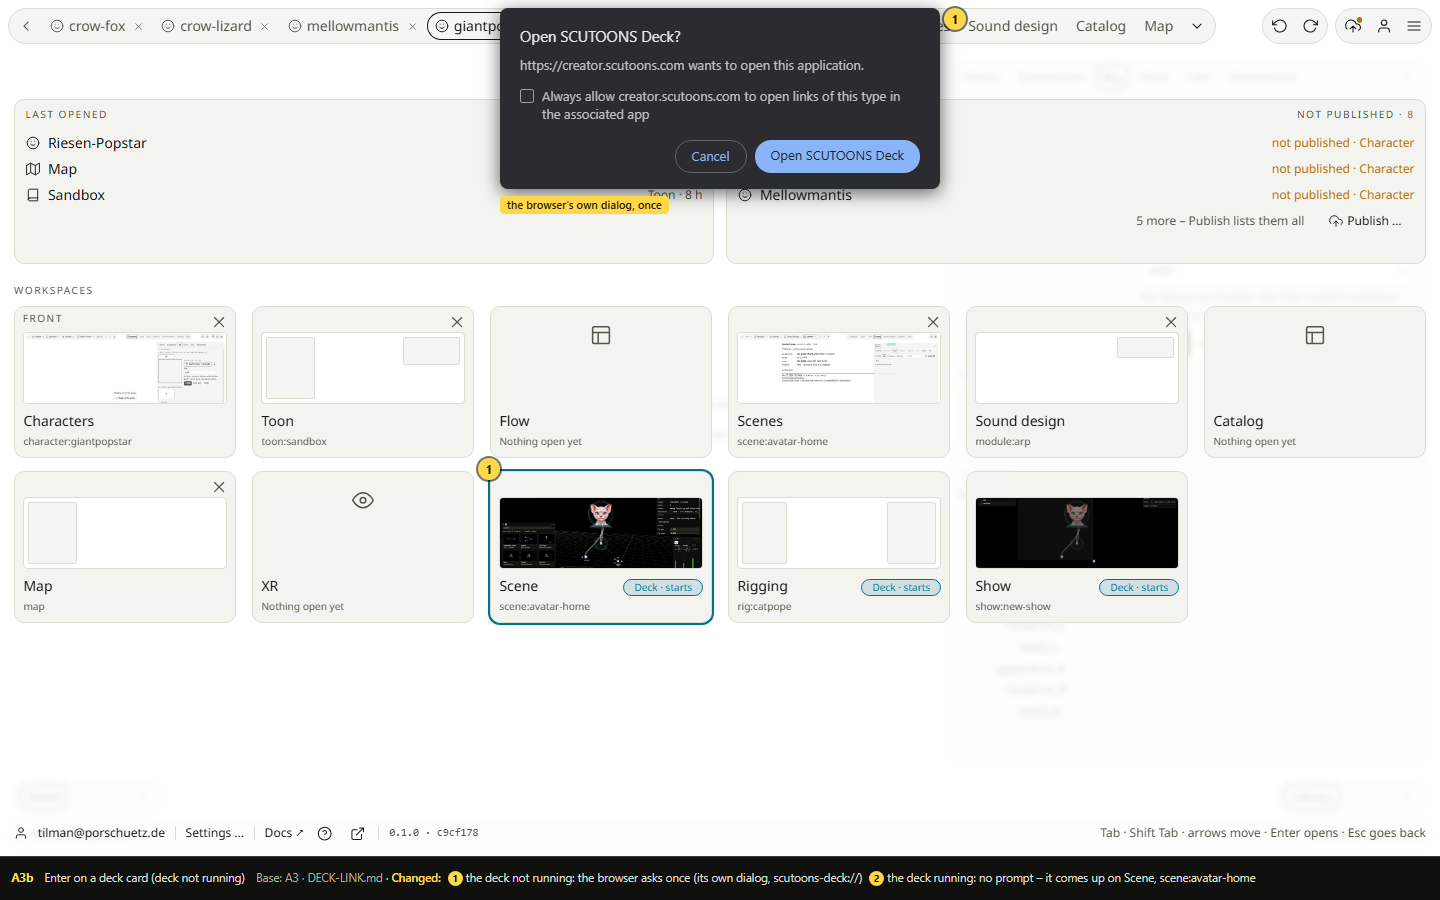 crow-fox
crow-lizard
mellowmantis
Sound design
Catalog
Map
1
Open SCUTOONS Deck?
https://creator.scutoons.com wants to open this application.
Always allow creator.scutoons.com to open links of this type in
the associated app
Cancel
Open SCUTOONS Deck
the browser's own dialog, once
LAST OPENED
Riesen-Popstar
Map
Sandbox
Toon · 8 h
NOT PUBLISHED · 8
not published · Character
not published · Character
Mellowmantis
not published · Character
5 more – Publish lists them all
Publish ...
WORKSPACES
FRONT
Characters
character:giantpopstar
Toon
toon:sandbox
Flow
Nothing open yet
Scenes
scene:avatar-home
Sound design
module:arp
Catalog
Nothing open yet
Map
map
XR
Nothing open yet
1
Scene
Deck · starts
scene:avatar-home
Rigging
Deck · starts
rig:catpope
Show
Deck · starts
show:new-show
tilman@porschuetz.de
Settings ...
Docs ↗
0.1.0 · c9cf178
Tab · Shift Tab · arrows move · Enter opens · Esc goes back
A3b Enter on a deck card (deck not running) Base: A3 · DECK-LINK.md · Changed: 1 the deck not running: the browser asks once (its own dialog, scutoons-deck://) 2 the deck running: no prompt – it comes up on Scene, scene:avatar-home